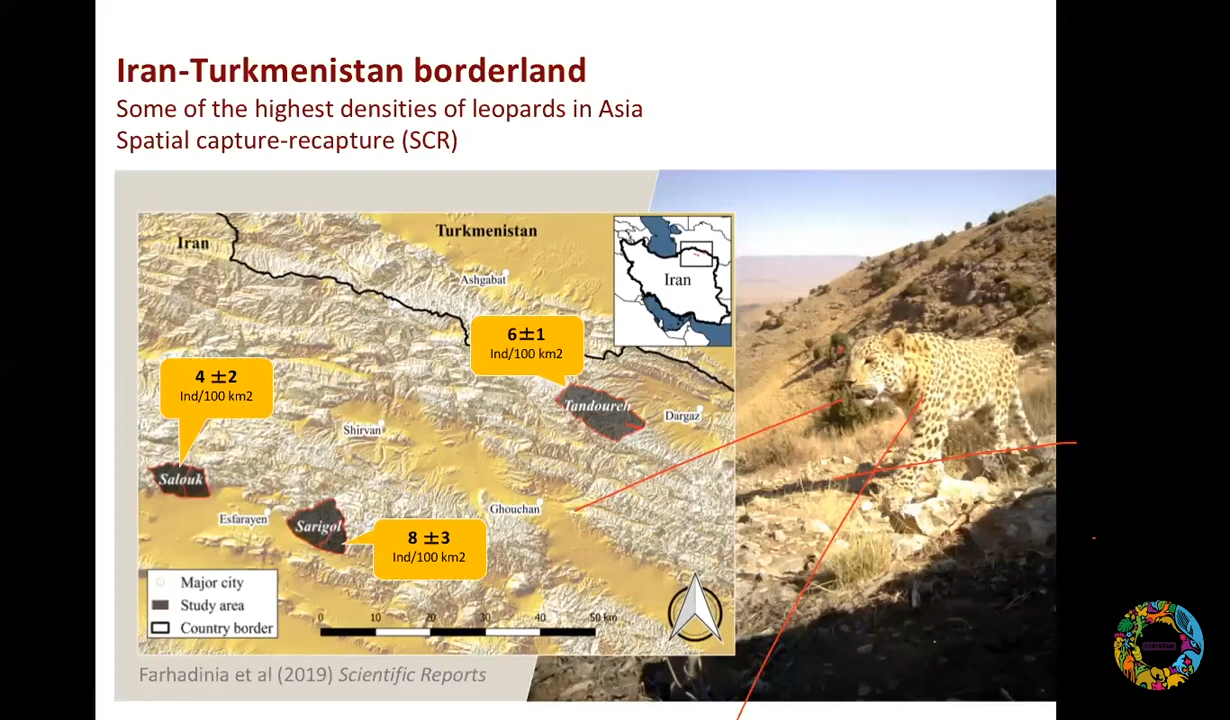 Iran-Turkmenistan borderland
Some of the highest densities of leopards in Asia
Spatial capture-recapture (SCR)
Iran
Turkmenistan
Ashgabat
Iran
6±1
Ind/100 km2
4 ±2
Ind/100 km2
Tandoureh
Dargaz
Shirvan
Salouk
Ghouchan
Esfarayen
Sarigol
8 ±3
Ind/100 km2
Major city
Study area
Country border
0 10 20 30 40 50 km
Farhadinia et al (2019) Scientific Reports